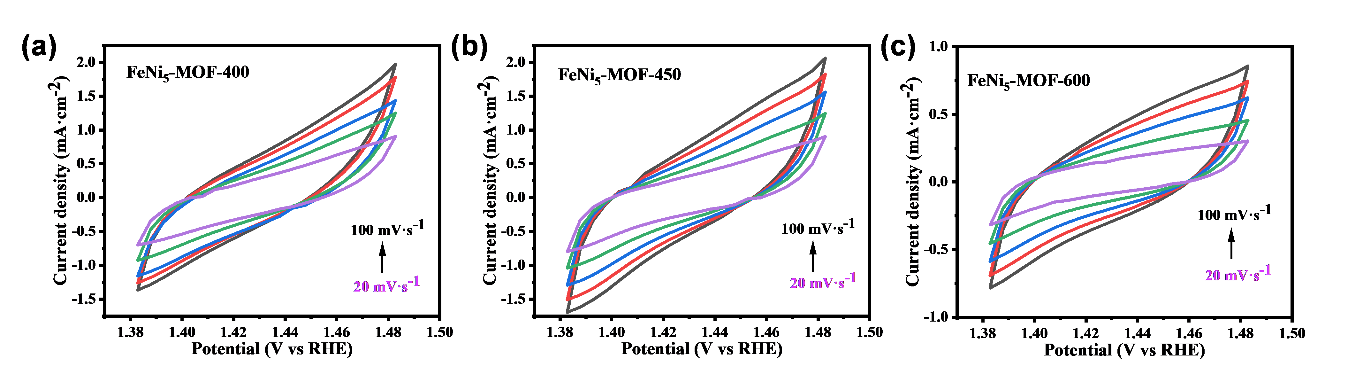 (a)
FeNi₅-MOF-400
Current density (mA·cm⁻²)
2.0
1.5
1.0
0.5
0.0
-0.5
-1.0
-1.5
100 mV·s⁻¹
20 mV·s⁻¹
1.38 1.40 1.42 1.44 1.46 1.48 1.50
Potential (V vs RHE)
(b)
FeNi₅-MOF-450
Current density (mA·cm⁻²)
2.0
1.5
1.0
0.5
0.0
-0.5
-1.0
-1.5
100 mV·s⁻¹
20 mV·s⁻¹
1.38 1.40 1.42 1.44 1.46 1.48 1.50
Potential (V vs RHE)
(c)
FeNi₅-MOF-600
Current density (mA·cm⁻²)
1.0
0.5
0.0
-0.5
-1.0
100 mV·s⁻¹
20 mV·s⁻¹
1.38 1.40 1.42 1.44 1.46 1.48 1.50
Potential (V vs RHE)